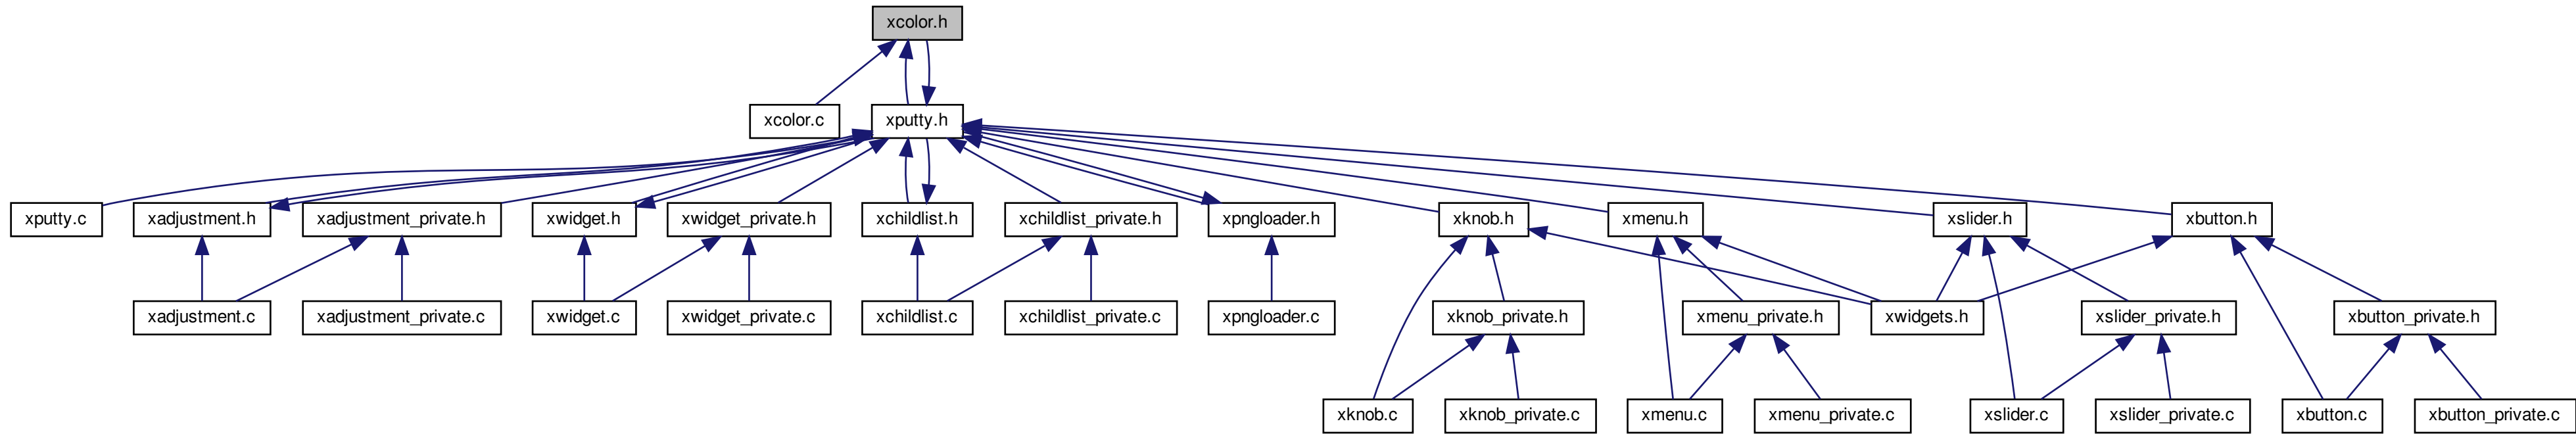 xcolor.h
xcolor.c
xputty.h
xputty.c
xadjustment.h
xadjustment_private.h
xwidget.h
xwidget_private.h
xchildlist.h
xchildlist_private.h
xpngloader.h
xknob.h
xmenu.h
xslider.h
xbutton.h
xadjustment.c
xadjustment_private.c
xwidget.c
xwidget_private.c
xchildlist.c
xchildlist_private.c
xpngloader.c
xknob_private.h
xmenu_private.h
xwidgets.h
xslider_private.h
xbutton_private.h
xknob.c
xknob_private.c
xmenu.c
xmenu_private.c
xslider.c
xslider_private.c
xbutton.c
xbutton_private.c